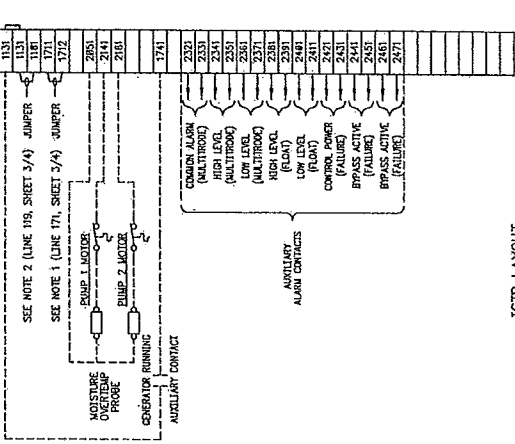 1131
1131
1181
1711
1712
2051
2141
2161
1741
2321
2331
2341
2351
2361
2371
2381
2391
2401
2411
2421
2431
2441
2451
2461
2471
SEE NOTE 2 (LINE 119, SHEET 3/4) JUMPER
SEE NOTE 1 (LINE 171, SHEET 3/4) JUMPER
PUMP 1 MOTOR
PUMP 2 MOTOR
MOISTURE
OVERTEMP
PROBE
GENERATOR RUNNING
AUXILIARY CONTACT
COMMON ALARM
(MULTITRODE)
HIGH LEVEL
(MULTITRODE)
LOW LEVEL
(MULTITRODE)
HIGH LEVEL
(FLOAT)
LOW LEVEL
(FLOAT)
CONTROL POWER
(FAILURE)
BYPASS ACTIVE
(FAILURE)
BYPASS ACTIVE
(FAILURE)
AUXILIARY
ALARM CONTACTS
LAYOUT